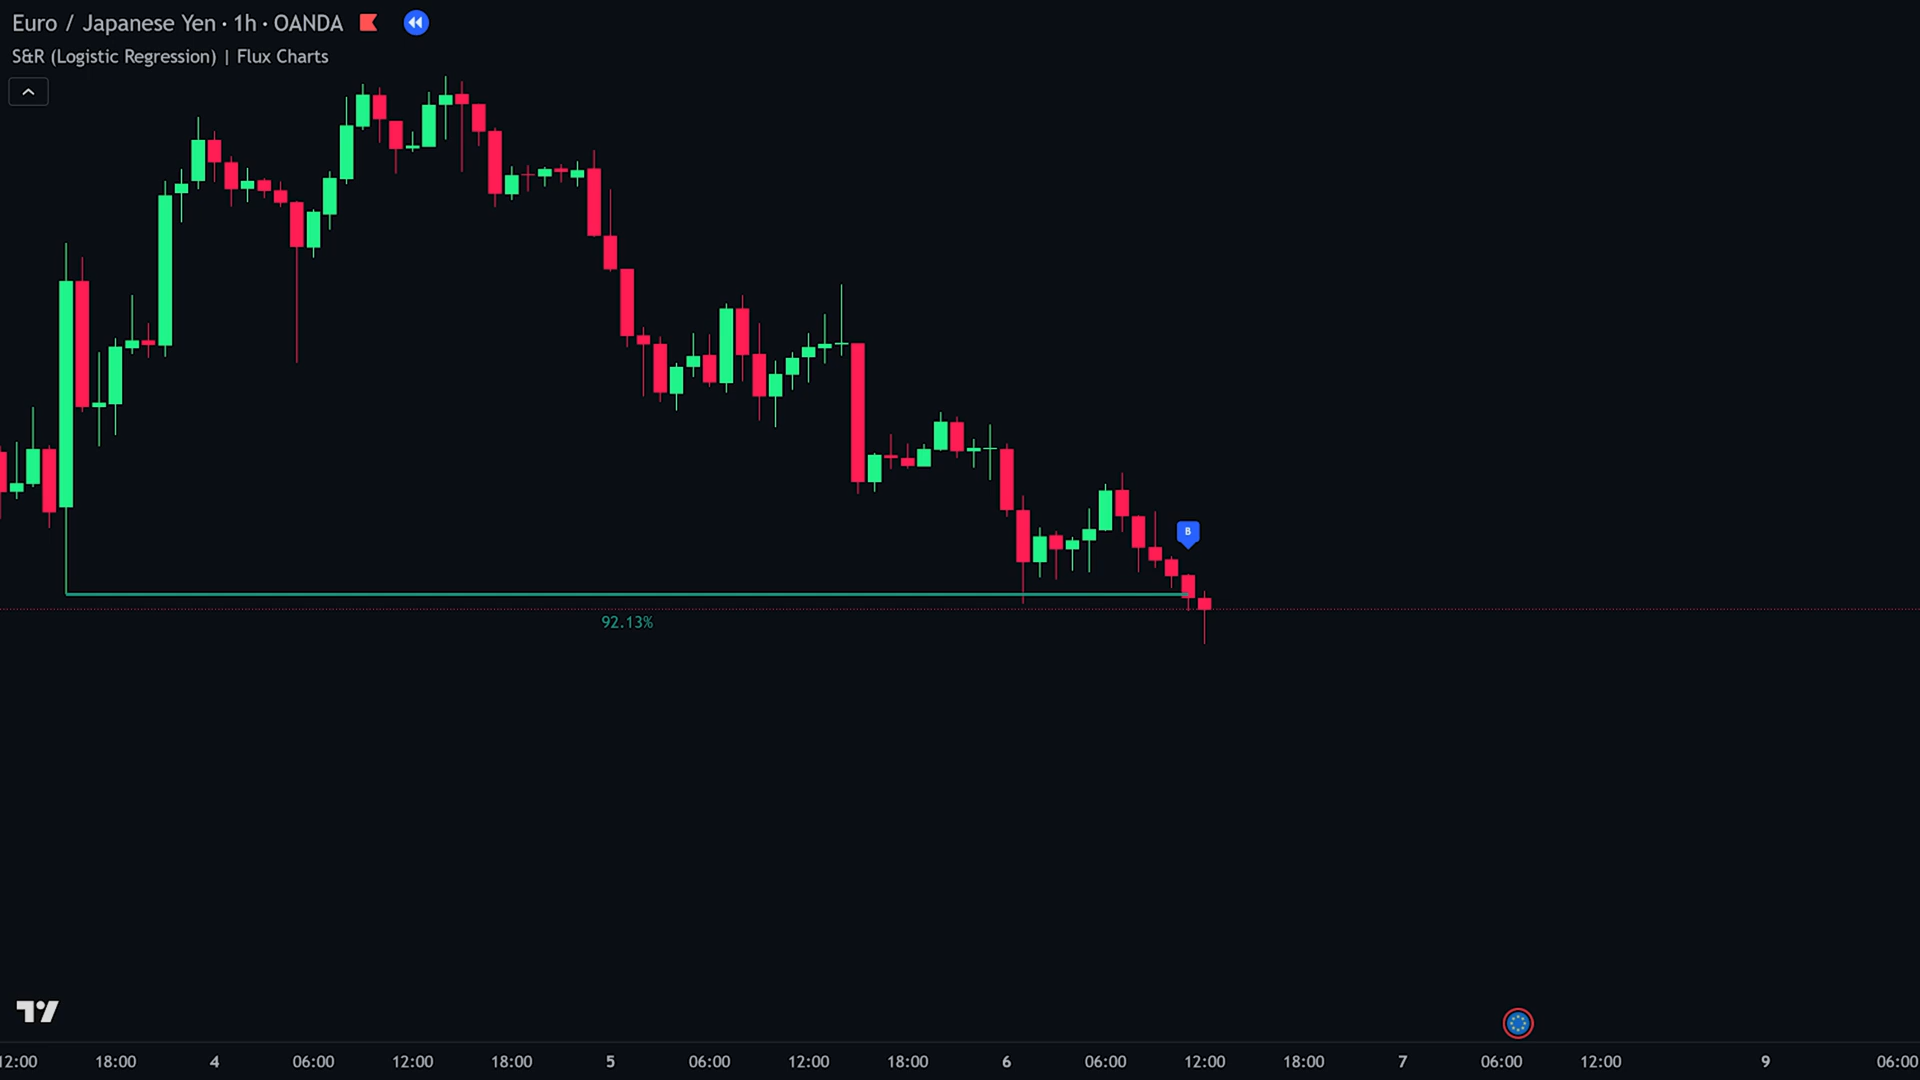 Euro / Japanese Yen · 1h · OANDA
S&R (Logistic Regression) | Flux Charts
B
92.13%
12:00 18:00 4 06:00 12:00 18:00 5 06:00 12:00 18:00 6 06:00 12:00 18:00 7 06:00 12:00 9 06:00